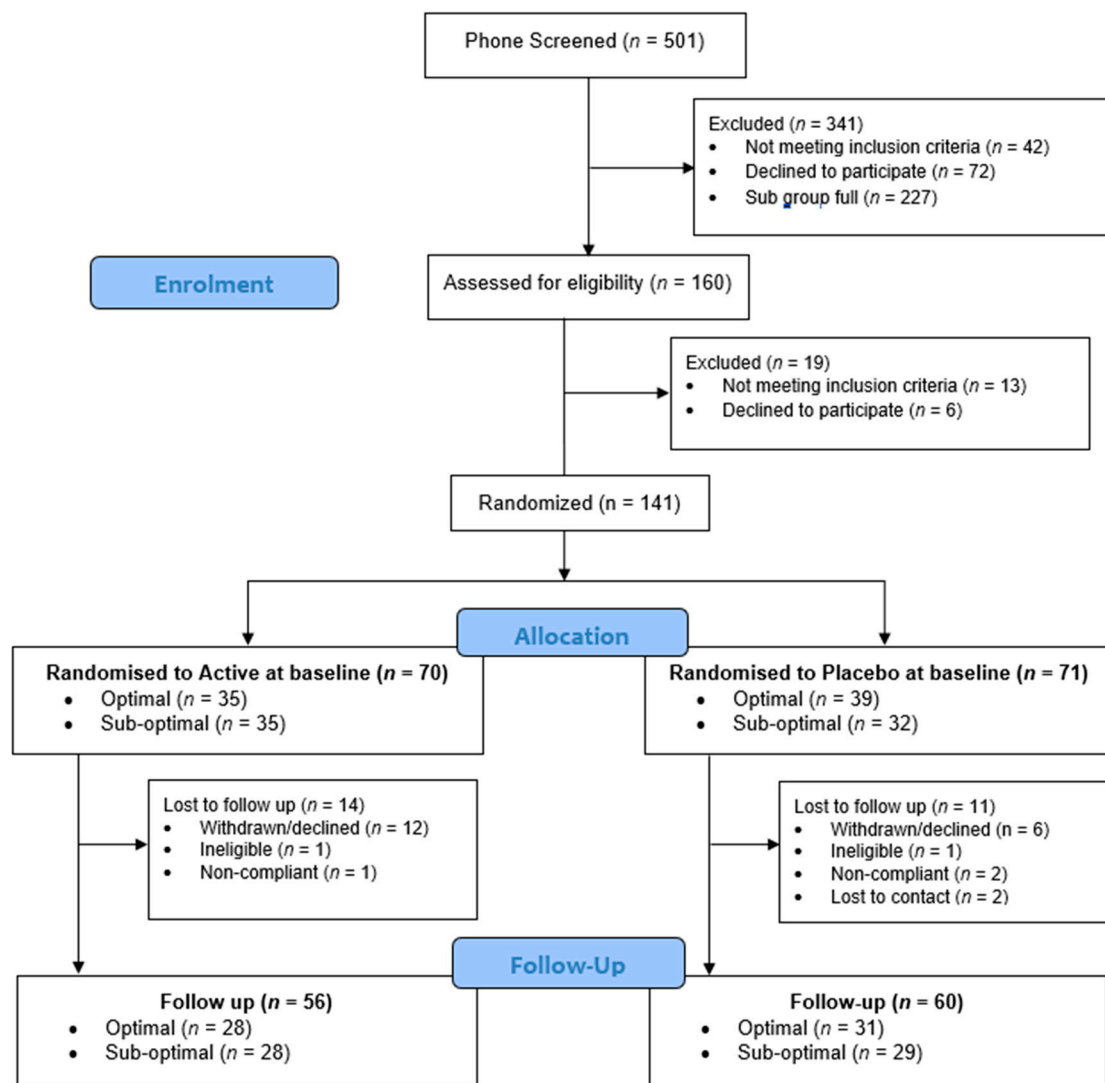 Phone Screened (n = 501)
Excluded (n = 341)
• Not meeting inclusion criteria (n = 42)
• Declined to participate (n = 72)
• Sub group full (n = 227)
Enrolment
Assessed for eligibility (n = 160)
Excluded (n = 19)
• Not meeting inclusion criteria (n = 13)
• Declined to participate (n = 6)
Randomized (n = 141)
Allocation
Randomised to Active at baseline (n = 70)
• Optimal (n = 35)
• Sub-optimal (n = 35)
Randomised to Placebo at baseline (n = 71)
• Optimal (n = 39)
• Sub-optimal (n = 32)
Lost to follow up (n = 14)
• Withdrawn/declined (n = 12)
• Ineligible (n = 1)
• Non-compliant (n = 1)
Lost to follow up (n = 11)
• Withdrawn/declined (n = 6)
• Ineligible (n = 1)
• Non-compliant (n = 2)
• Lost to contact (n = 2)
Follow-Up
Follow up (n = 56)
• Optimal (n = 28)
• Sub-optimal (n = 28)
Follow-up (n = 60)
• Optimal (n = 31)
• Sub-optimal (n = 29)